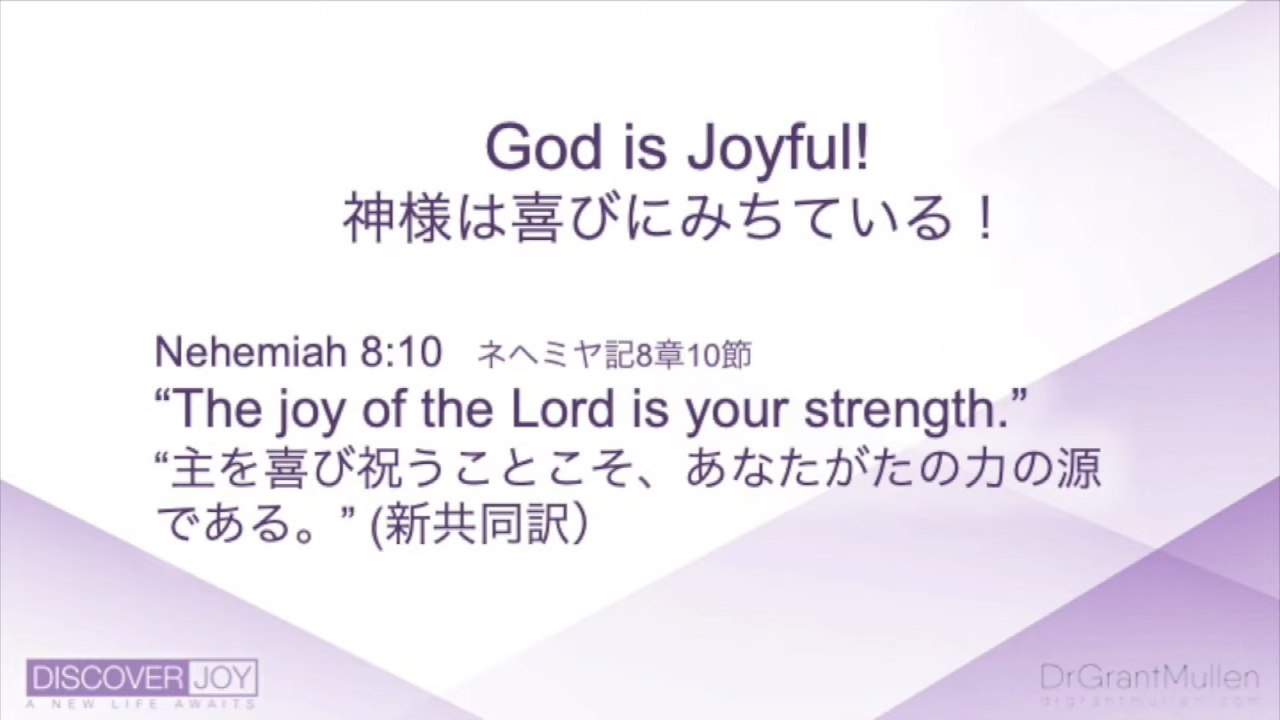 God is Joyful!
神様は喜びにみちている！
Nehemiah 8:10 ネヘミヤ記8章10節
“The joy of the Lord is your strength.”
“主を喜び祝うことこそ、あなたがたの力の源
である。” (新共同訳）
DISCOVER JOY
A NEW LIFE AWAITS
DrGrantMullen
drgrantmullen.com